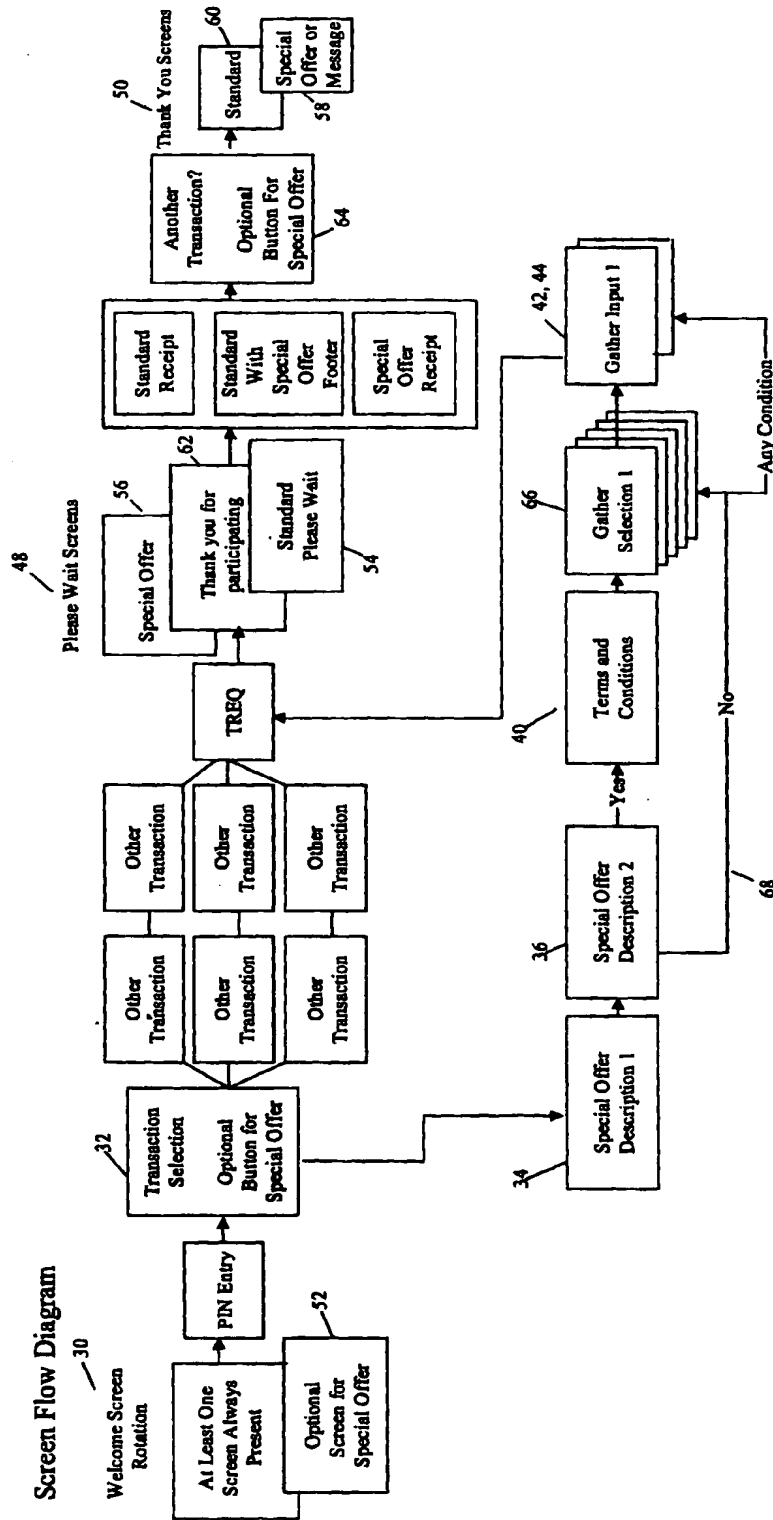 Screen Flow Diagram
30
Welcome Screen
Rotation
At Least One
Screen Always
Present
52
Optional
Screen for
Special Offer
PIN Entry
32
Transaction
Selection
Optional
Button for
Special Offer
Other
Transaction
Other
Transaction
Other
Transaction
Other
Transaction
Other
Transaction
Other
Transaction
TREQ
48
Please Wait Screens
56
Special Offer
62
Thank you for
participating
Standard
Please Wait
54
Standard
Receipt
Standard
With
Special Offer
Footer
Special
Offer
Receipt
Another
Transaction?
Optional
Button For
Special Offer
64
50
Thank You Screens
60
Standard
Special
Offer or
Message
58
34
Special Offer
Description 1
36
Special Offer
Description 2
Yes
No
68
40
Terms and
Conditions
66
Gather
Selection 1
42, 44
Gather Input 1
Any Condition